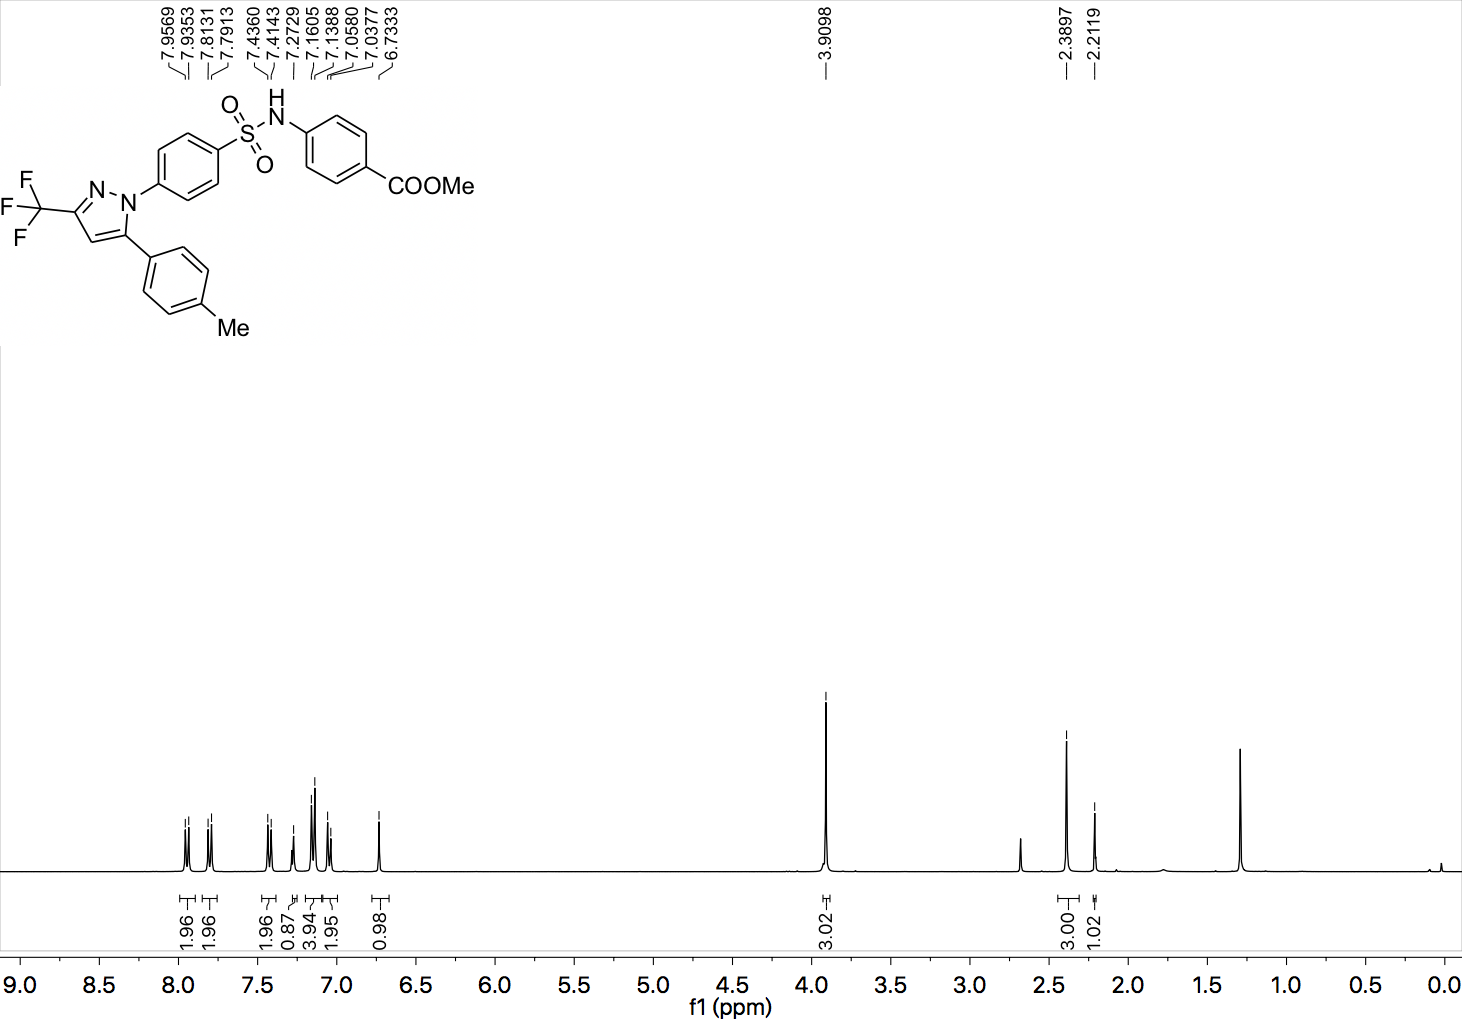 7.9569
7.9353
7.8131
7.7913
7.4360
7.4143
7.2729
7.1605
7.1388
7.0580
7.0377
6.7333
3.9098
2.3897
2.2119
H
N
O
S
O
COOMe
F
F
F
N
N
Me
1.96
1.96
1.96
0.87
3.94
1.95
0.98
3.02
3.00
1.02
9.0 8.5 8.0 7.5 7.0 6.5 6.0 5.5 5.0 4.5 4.0 3.5 3.0 2.5 2.0 1.5 1.0 0.5 0.0
f1 (ppm)